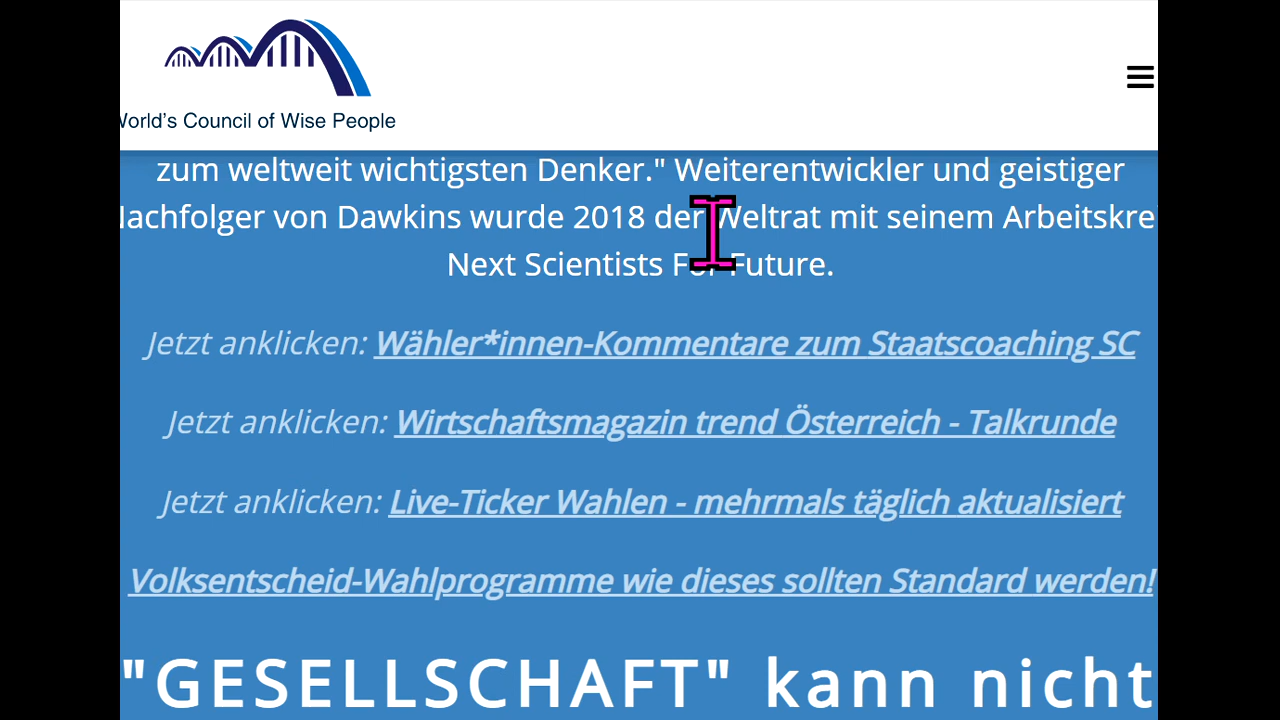 World's Council of Wise People
zum weltweit wichtigsten Denker." Weiterentwickler und geistiger
Nachfolger von Dawkins wurde 2018 der Weltrat mit seinem Arbeitskrei
Next Scientists For Future.
Jetzt anklicken: Wähler*innen-Kommentare zum Staatscoaching SC
Jetzt anklicken: Wirtschaftsmagazin trend Österreich - Talkrunde
Jetzt anklicken: Live-Ticker Wahlen - mehrmals täglich aktualisiert
Volksentscheid-Wahlprogramme wie dieses sollten Standard werden!
"GESELLSCHAFT" kann nicht